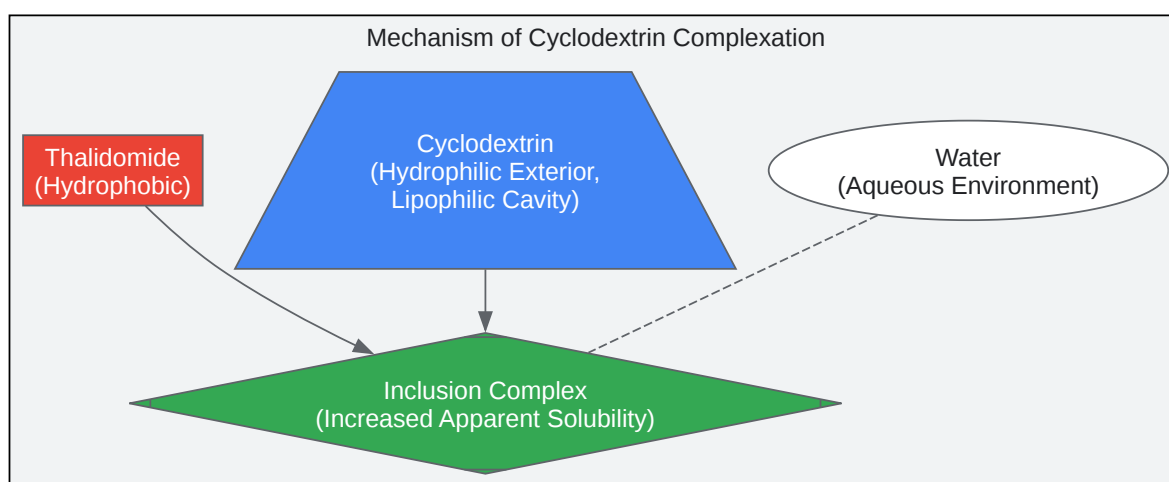 Mechanism of Cyclodextrin Complexation
Thalidomide
(Hydrophobic)
Cyclodextrin
(Hydrophilic Exterior,
Lipophilic Cavity)
Water
(Aqueous Environment)
Inclusion Complex
(Increased Apparent Solubility)